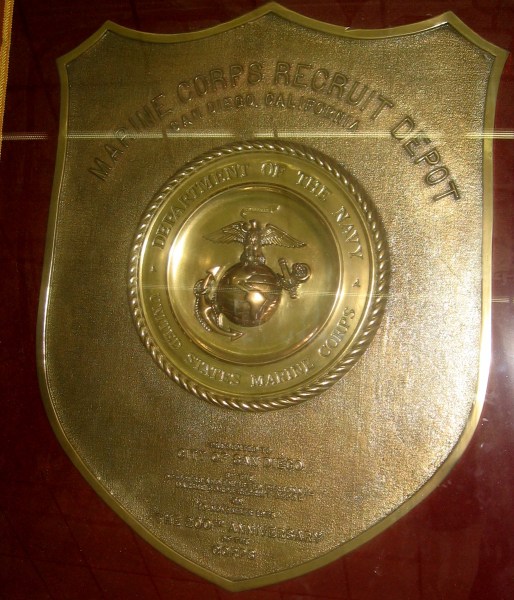 MARINE CORPS RECRUIT DEPOT
SAN DIEGO, CALIFORNIA
DEPARTMENT OF THE NAVY
UNITED STATES MARINE CORPS
CITY OF SAN DIEGO
THE 200TH ANNIVERSARY